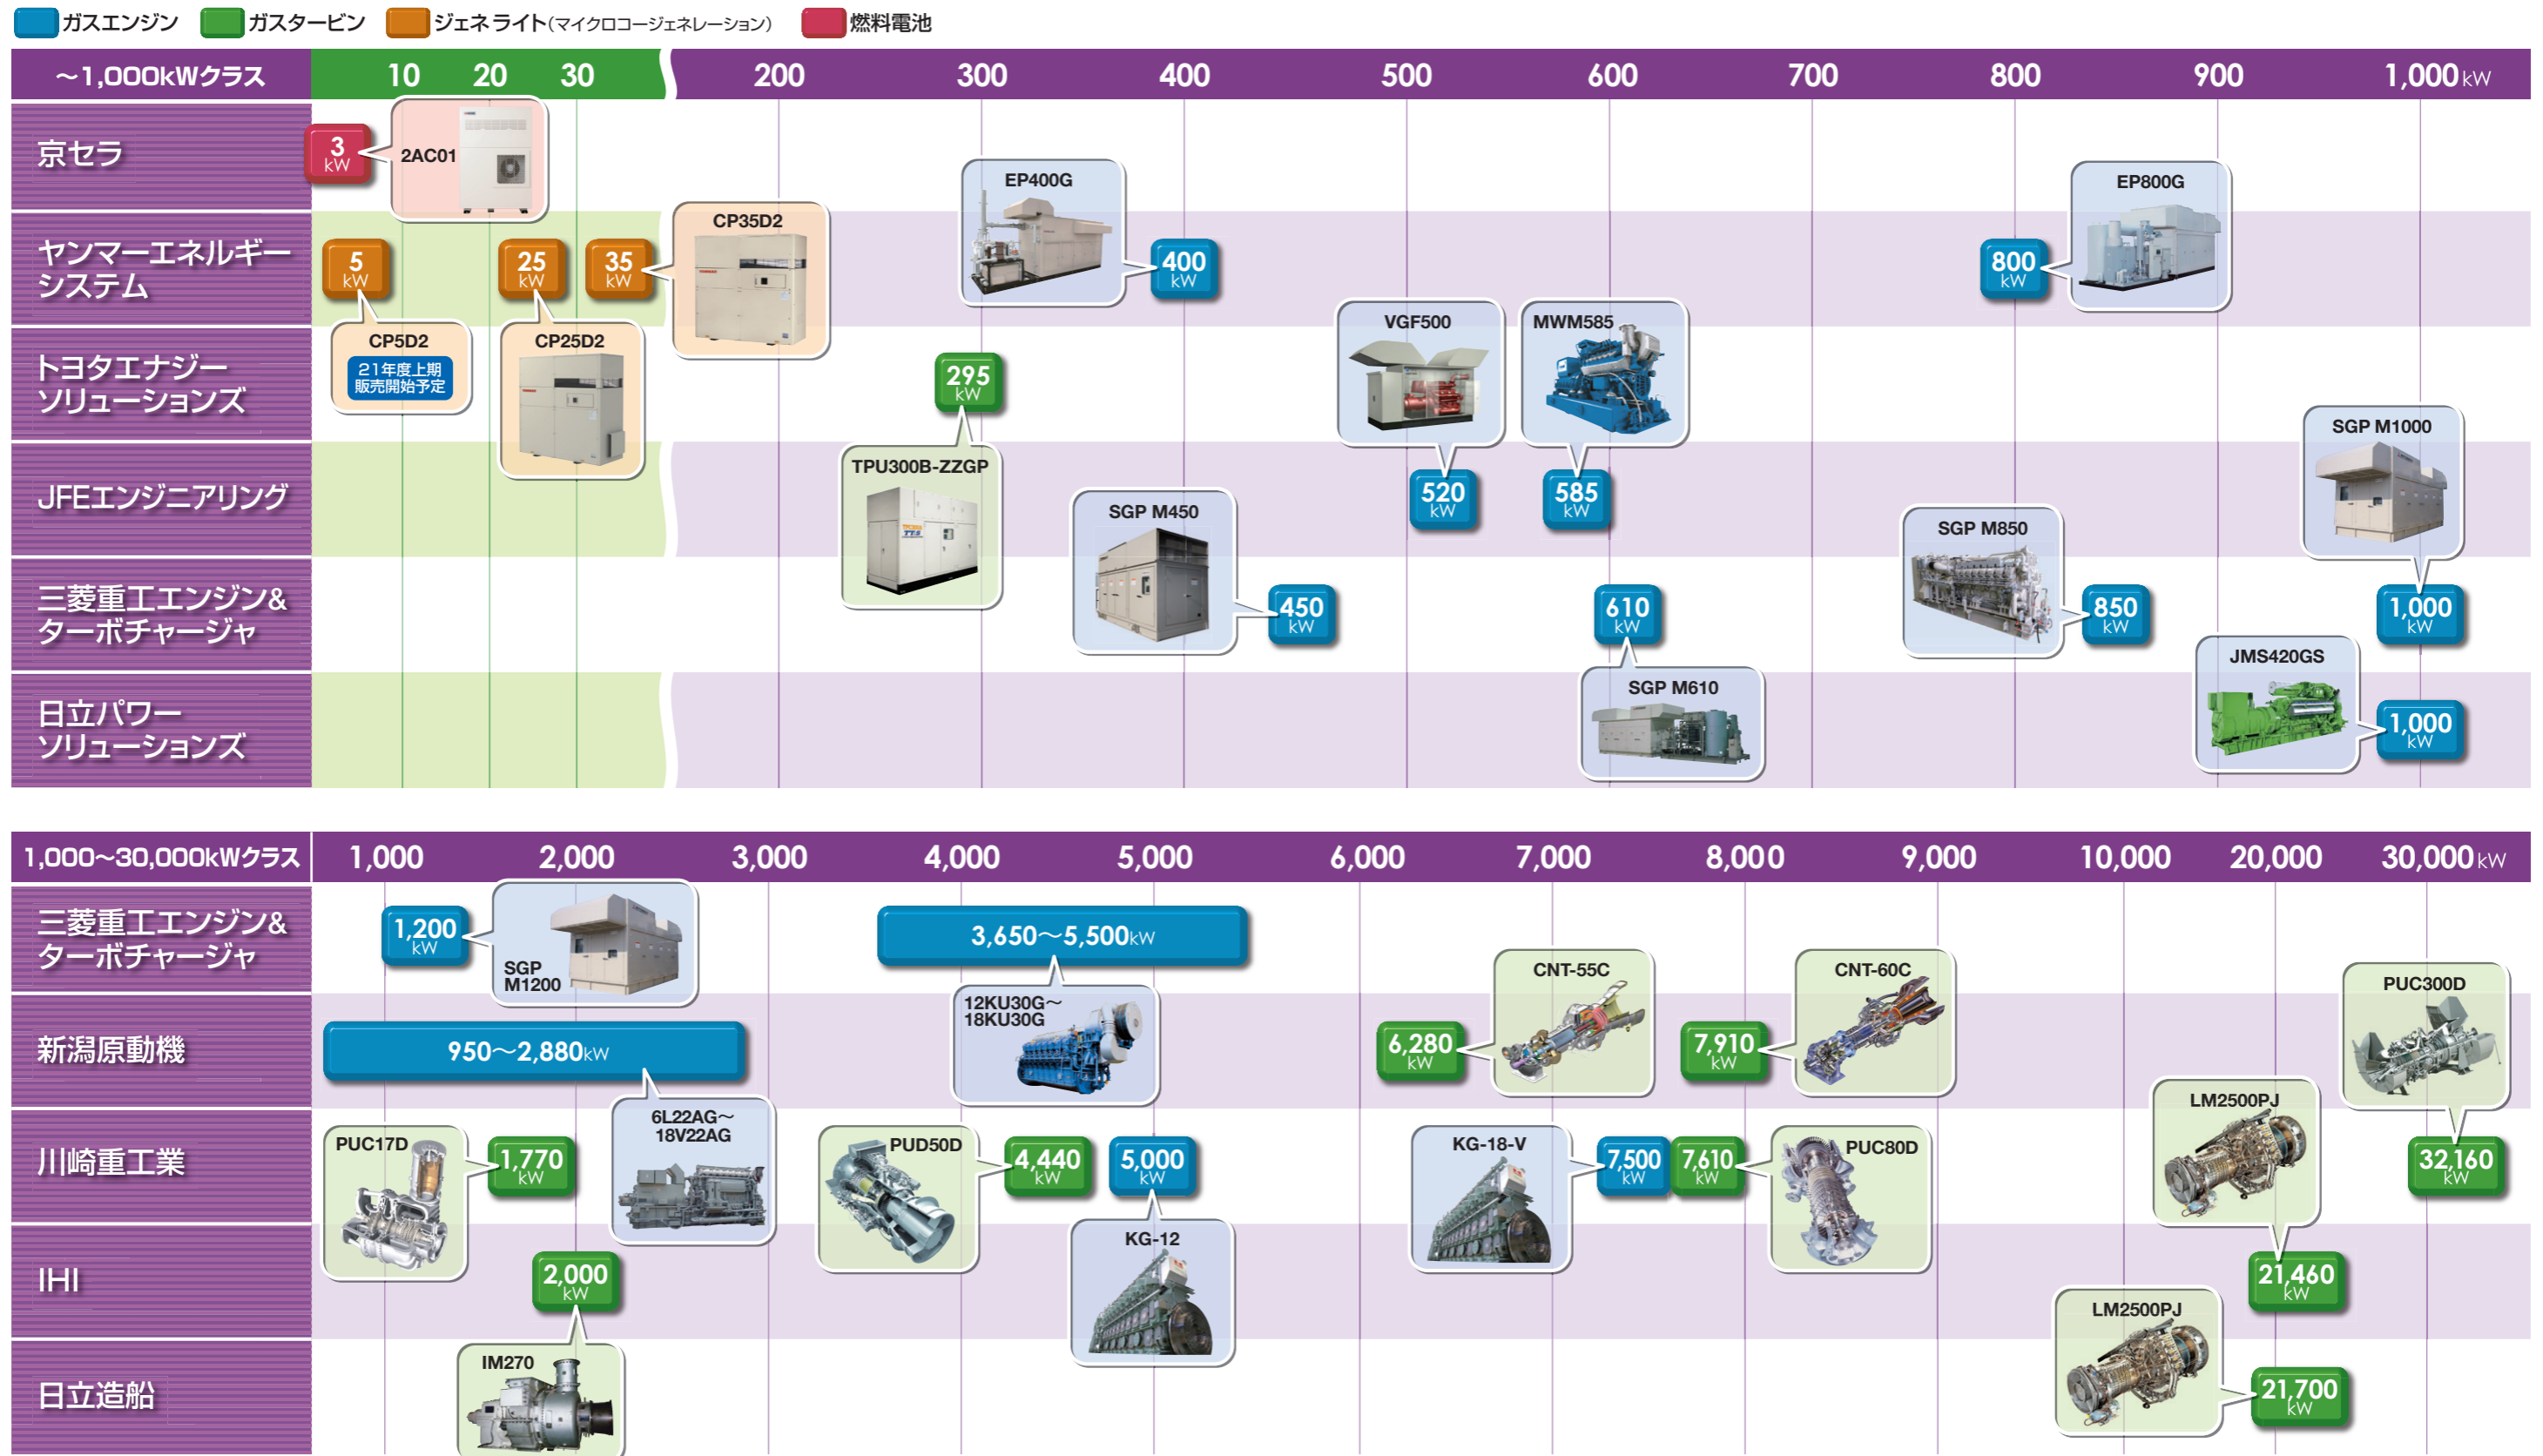 ガスエンジン ガスタービン ジェネライト(マイクロコージェネレーション) 燃料電池
～1,000kWクラス 10 20 30 200 300 400 500 600 700 800 900 1,000kW
京セラ
3
kW
2AC01
EP400G
EP800G
ヤンマーエネルギー
システム
5
kW
25
kW
35
kW
CP35D2
400
kW
800
kW
CP5D2
21年度上期
販売開始予定
CP25D2
トヨタエナジー
ソリューションズ
295
kW
VGF500
MWM585
TPU300B-ZZGP
SGP M1000
JFEエンジニアリング
SGP M450
520
kW
585
kW
SGP M850
三菱重工エンジン&
ターボチャージャ
450
kW
610
kW
850
kW
1,000
kW
SGP M610
JMS420GS
日立パワー
ソリューションズ
1,000
kW
1,000～30,000kWクラス 1,000 2,000 3,000 4,000 5,000 6,000 7,000 8,000 9,000 10,000 20,000 30,000kW
三菱重工エンジン&
ターボチャージャ
1,200
kW
SGP
M1200
3,650～5,500kW
12KU30G～
18KU30G
CNT-55C
CNT-60C
PUC300D
新潟原動機
950～2,880kW
6,280
kW
7,910
kW
6L22AG～
18V22AG
LM2500PJ
川崎重工業
PUC17D
1,770
kW
PUD50D
4,440
kW
5,000
kW
KG-12
KG-18-V
7,500
kW
7,610
kW
PUC80D
32,160
kW
IHI
2,000
kW
21,460
kW
IM270
LM2500PJ
日立造船
21,700
kW